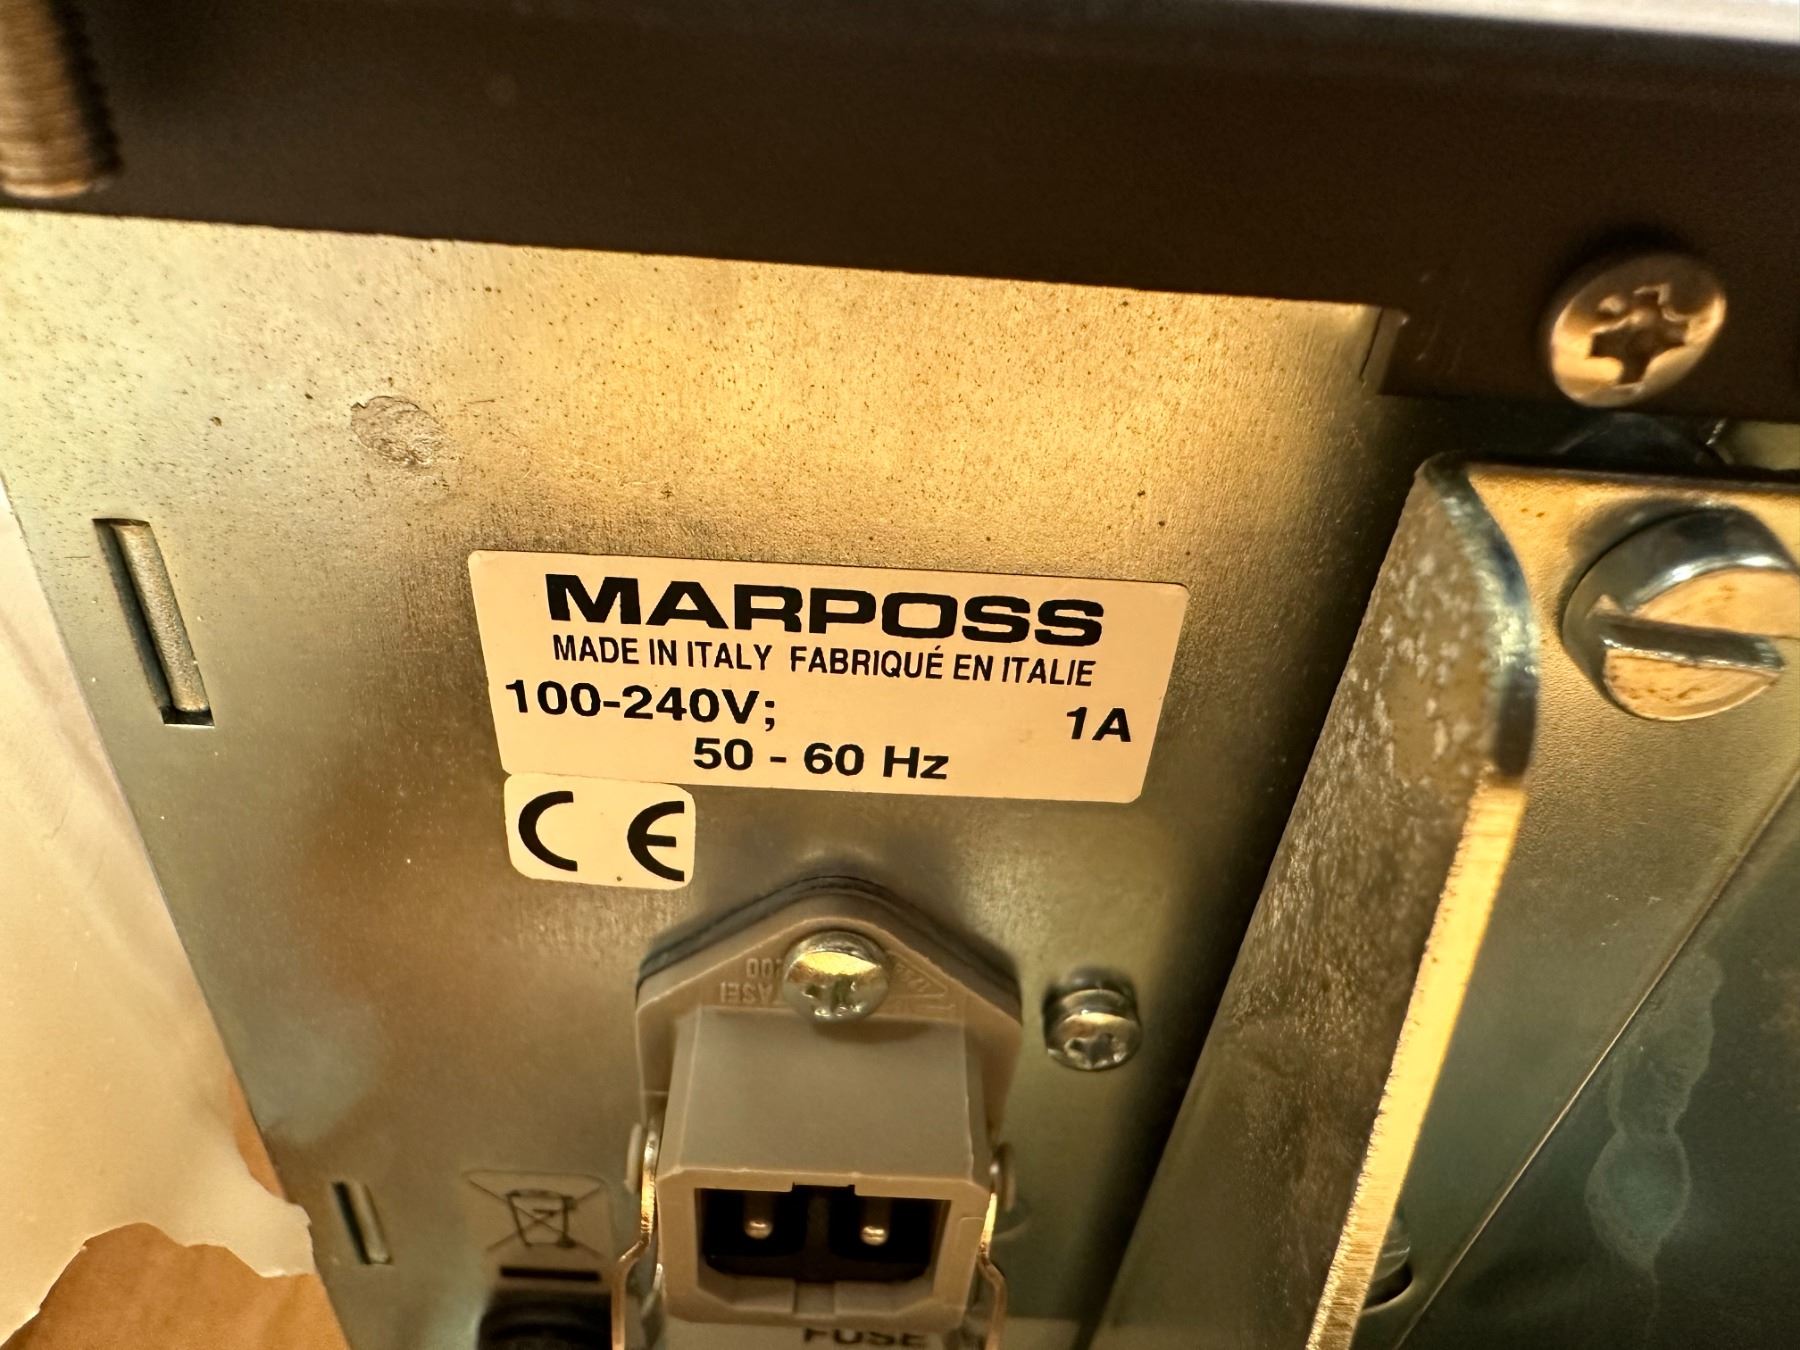 MARPOSS
MADE IN ITALY FABRIQUÉ EN ITALIE
100-240V; 1A
50 - 60 Hz
CE
FUSE